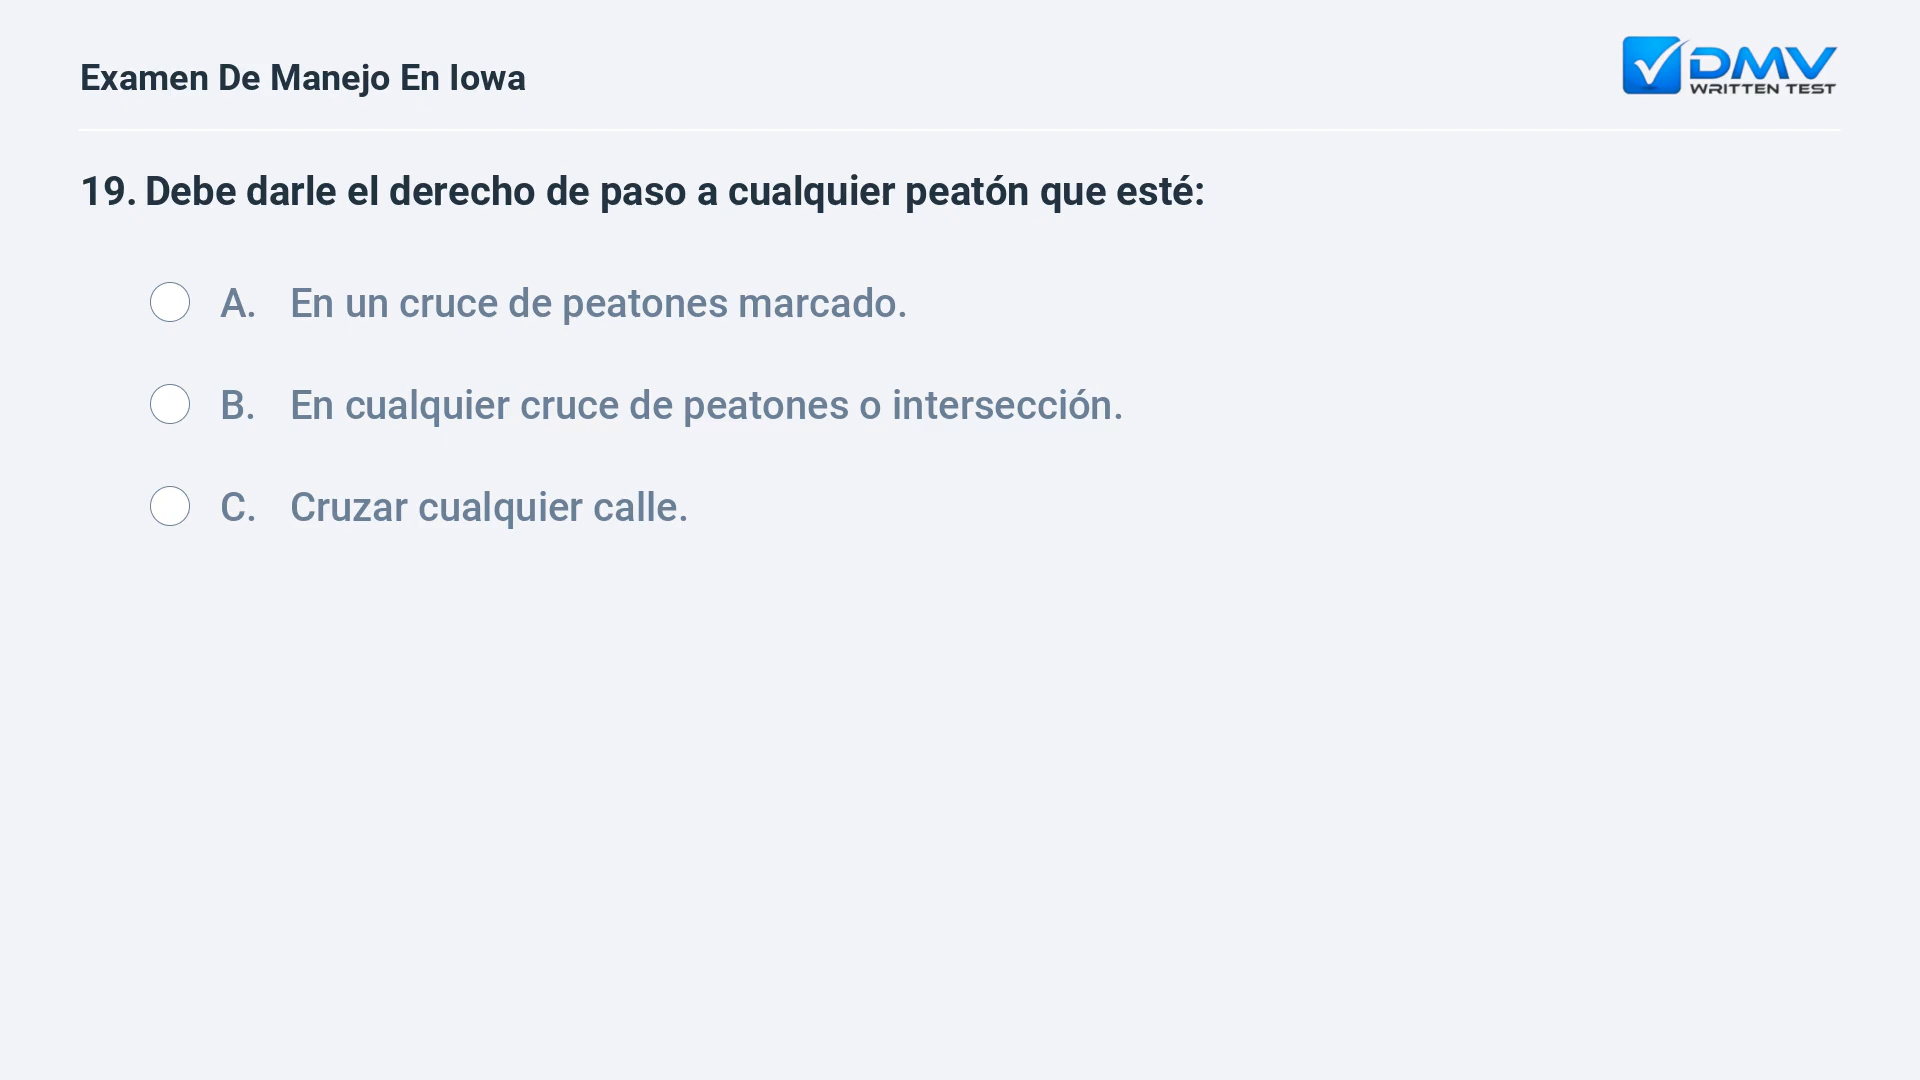 Examen De Manejo En Iowa
DMV
WRITTEN TEST
19. Debe darle el derecho de paso a cualquier peatón que esté:
A. En un cruce de peatones marcado.
B. En cualquier cruce de peatones o intersección.
C. Cruzar cualquier calle.